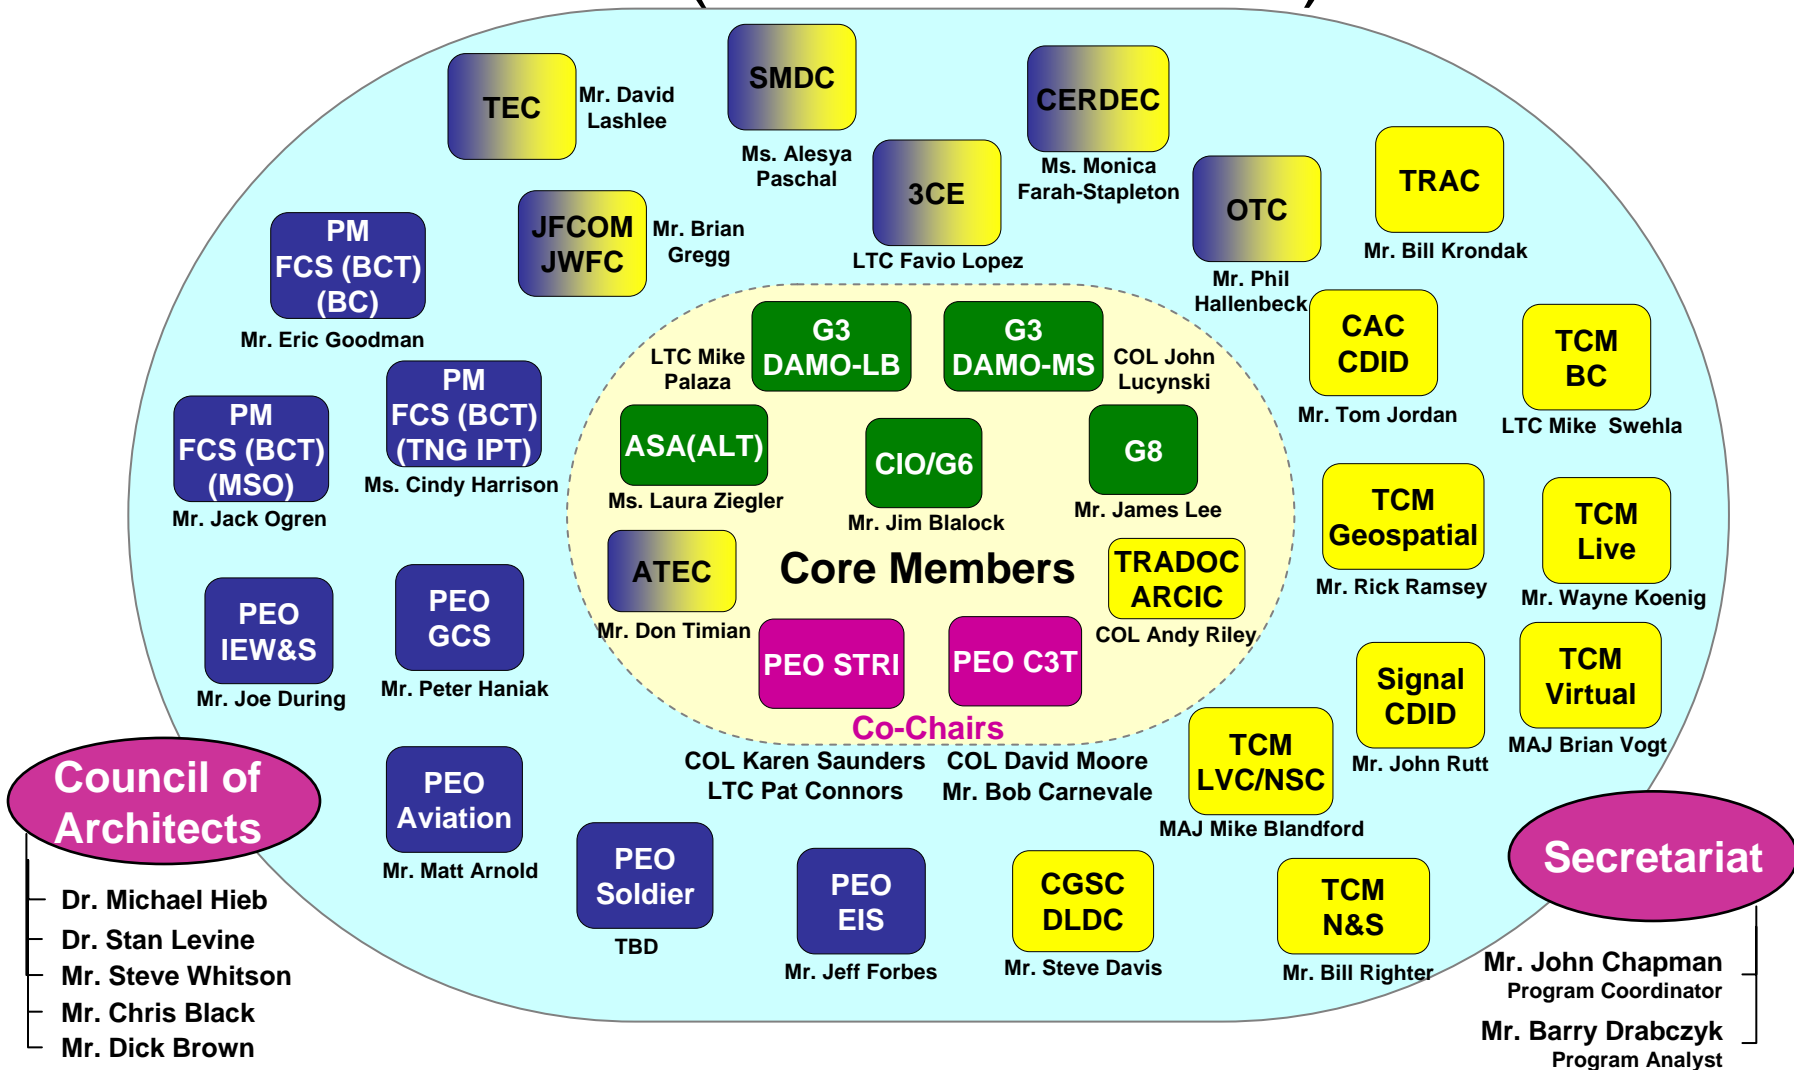 TEC
Mr. David
Lashlee
SMDC
Ms. Alesya
Paschal
CERDEC
Ms. Monica
Farah-Stapleton
3CE
LTC Favio Lopez
OTC
Mr. Phil
Hallenbeck
TRAC
Mr. Bill Krondak
JFCOM
JWFC
Mr. Brian
Gregg
PM
FCS (BCT)
(BC)
Mr. Eric Goodman
PM
FCS (BCT)
(TNG IPT)
Ms. Cindy Harrison
PM
FCS (BCT)
(MSO)
Mr. Jack Ogren
G3
DAMO-LB
LTC Mike
Palaza
G3
DAMO-MS
COL John
Lucynski
ASA(ALT)
Ms. Laura Ziegler
CIO/G6
Mr. Jim Blalock
G8
Mr. James Lee
CAC
CDID
Mr. Tom Jordan
TCM
BC
LTC Mike  Swehla
ATEC
Mr. Don Timian
Core Members
TRADOC
ARCIC
COL Andy Riley
TCM
Geospatial
Mr. Rick Ramsey
TCM
Live
Mr. Wayne Koenig
PEO
IEW&S
Mr. Joe During
PEO
GCS
Mr. Peter Haniak
PEO STRI
PEO C3T
Co-Chairs
COL Karen Saunders
LTC Pat Connors
COL David Moore
Mr. Bob Carnevale
Signal
CDID
Mr. John Rutt
TCM
Virtual
MAJ Brian Vogt
TCM
LVC/NSC
MAJ Mike Blandford
PEO
Aviation
Mr. Matt Arnold
PEO
Soldier
TBD
PEO
EIS
Mr. Jeff Forbes
CGSC
DLDC
Mr. Steve Davis
TCM
N&S
Mr. Bill Righter
Council of
Architects
Dr. Michael Hieb
Dr. Stan Levine
Mr. Steve Whitson
Mr. Chris Black
Mr. Dick Brown
Secretariat
Mr. John Chapman
Program Coordinator
Mr. Barry Drabczyk
Program Analyst